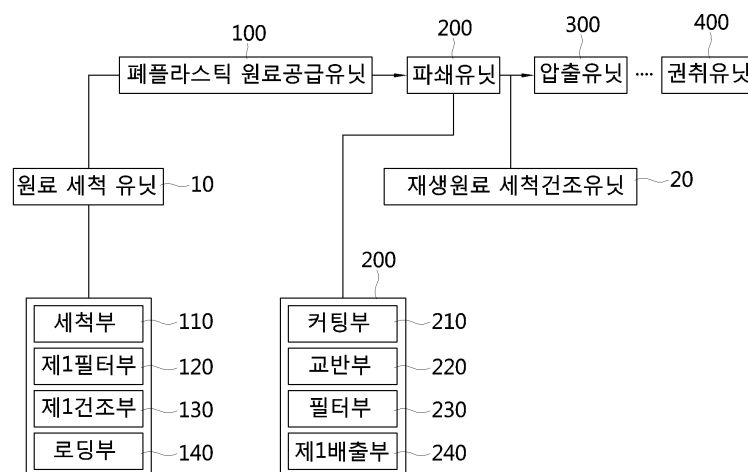 100
200
300
400
폐플라스틱 원료공급유닛
파쇄유닛
압출유닛
권취유닛
원료 세척 유닛
10
재생원료 세척건조유닛
20
200
세척부
110
커팅부
210
제1필터부
120
교반부
220
제1건조부
130
필터부
230
로딩부
140
제1배출부
240